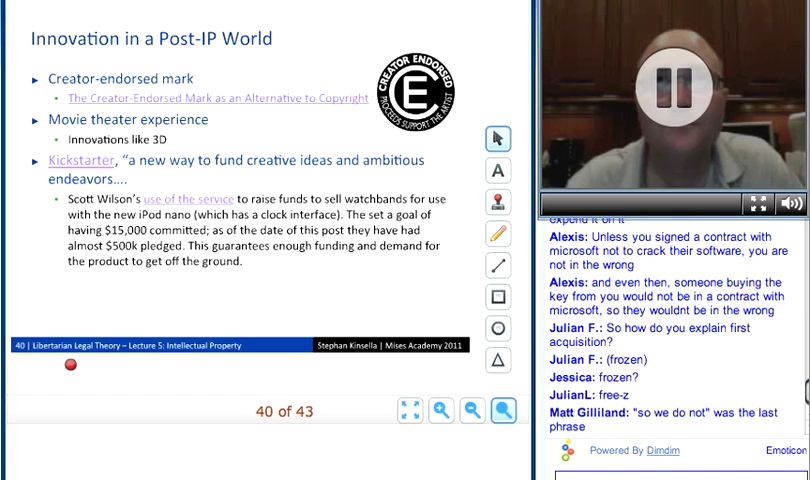 Innovation in a Post-IP World
Creator-endorsed mark
The Creator-Endorsed Mark as an Alternative to Copyright
CREATOR ENDORSED
PROCEEDS SUPPORT THE ARTIST
Movie theater experience
Innovations like 3D
Kickstarter, “a new way to fund creative ideas and ambitious
endeavors....
Scott Wilson's use of the service to raise funds to sell watchbands for use
with the new iPod nano (which has a clock interface). The set a goal of
having $15,000 committed; as of the date of this post they have had
almost $500k pledged. This guarantees enough funding and demand for
the product to get off the ground.
40 | Libertarian Legal Theory – Lecture 5: Intellectual Property
Stephan Kinsella | Mises Academy 2011
40 of 43
A
expend it on it
Alexis: Unless you signed a contract with
microsoft not to crack their software, you are
not in the wrong
Alexis: and even then, someone buying the
key from you would not be in a contract with
microsoft, so they wouldnt be in the wrong
Julian F.: So how do you explain first
acquisition?
Julian F.: (frozen)
Jessica: frozen?
JulianL: free-z
Matt Gilliland: "so we do not" was the last
phrase
Powered By Dimdim
Emoticon